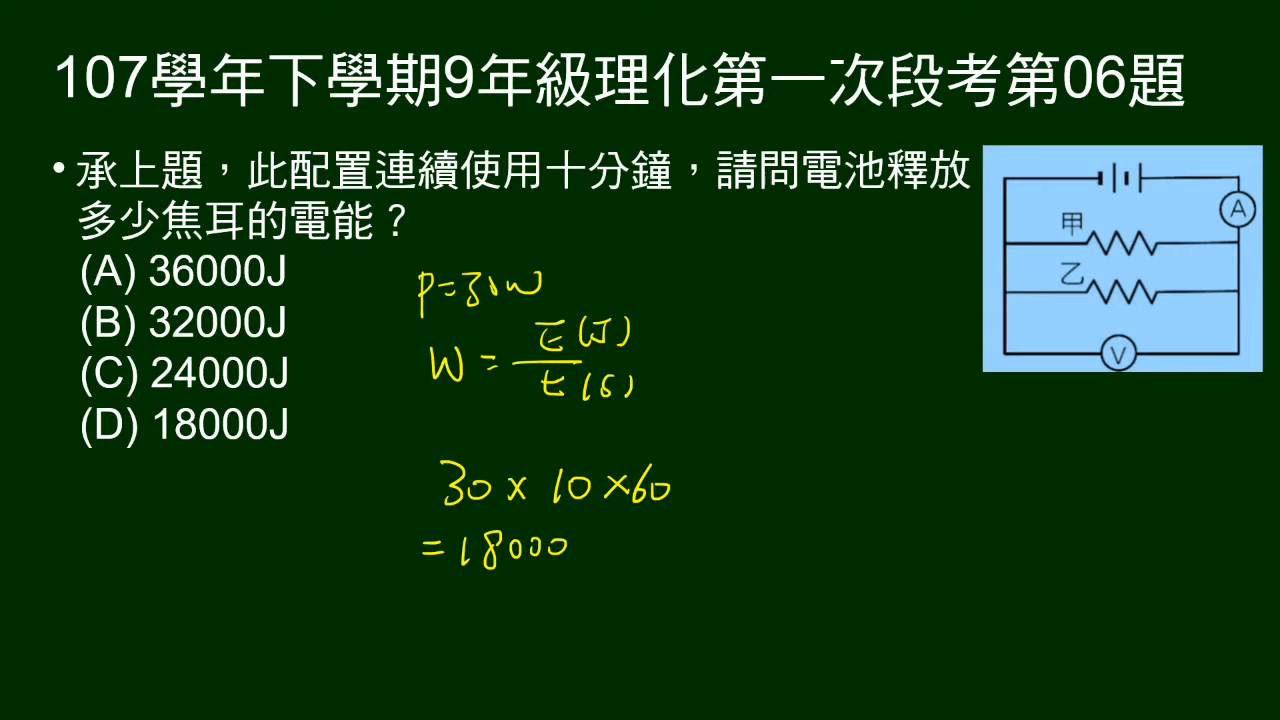 107學年下學期9年級理化第一次段考第06題
• 承上題，此配置連續使用十分鐘，請問電池釋放
多少焦耳的電能？
(A) 36000J
(B) 32000J
(C) 24000J
(D) 18000J
P=30W
W = E(J)
t(s)
30 × 10 × 60
= 18000
A
甲
乙
V